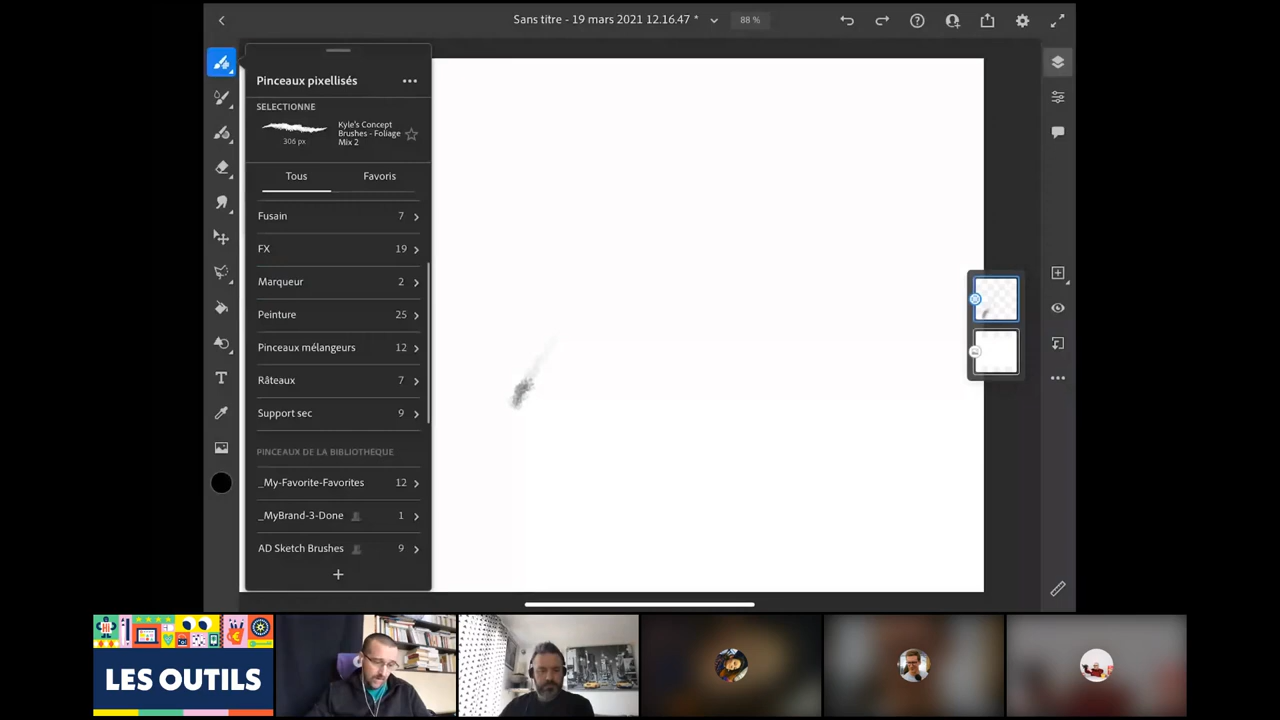 Sans titre - 19 mars 2021 12.16.47 *
88 %
Pinceaux pixellisés
SELECTIONNE
Kyle's Concept
Brushes - Foliage
Mix 2
306 px
Tous
Favoris
Fusain 7
FX 19
Marqueur 2
Peinture 25
Pinceaux mélangeurs 12
Râteaux 7
Support sec 9
PINCEAUX DE LA BIBLIOTHEQUE
_My-Favorite-Favorites 12
_MyBrand-3-Done 1
AD Sketch Brushes 9
HI
LES OUTILS